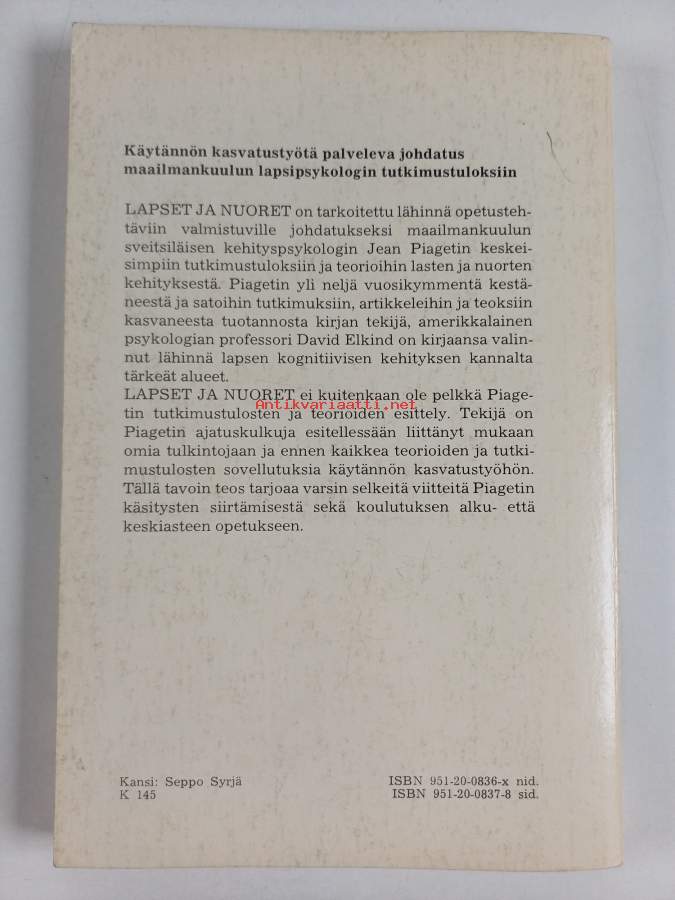 Käytännön kasvatustyötä palveleva johdatus
maailmankuulun lapsipsykologin tutkimustuloksiin
LAPSET JA NUORET on tarkoitettu lähinnä opetusteh-
täviin valmistuville johdatukseksi maailmankuulun
sveitsiläisen kehityspsykologin Jean Piagetin keskei-
simpiin tutkimustuloksiin ja teorioihin lasten ja nuorten
kehityksestä. Piagetin yli neljä vuosikymmentä kestä-
neestä ja satoihin tutkimuksiin, artikkeleihin ja teoksiin
kasvaneesta tuotannosta kirjan tekijä, amerikkalainen
psykologian professori David Elkind on kirjaansa valin-
nut lähinnä lapsen kognitiivisen kehityksen kannalta
tärkeät alueet.
LAPSET JA NUORET ei kuitenkaan ole pelkkä Piage-
tin tutkimustulosten ja teorioiden esittely. Tekijä on
Antikvariaatti.net
Piagetin ajatuskulkuja esitellessään liittänyt mukaan
omia tulkintojaan ja ennen kaikkea teorioiden ja tutki-
mustulosten sovellutuksia käytännön kasvatustyöhön.
Tällä tavoin teos tarjoaa varsin selkeitä viitteitä Piagetin
käsitysten siirtämisestä sekä koulutuksen alku- että
keskiasteen opetukseen.
Kansi: Seppo Syrjä
K 145
ISBN 951-20-0836-x nid.
ISBN 951-20-0837-8 sid.